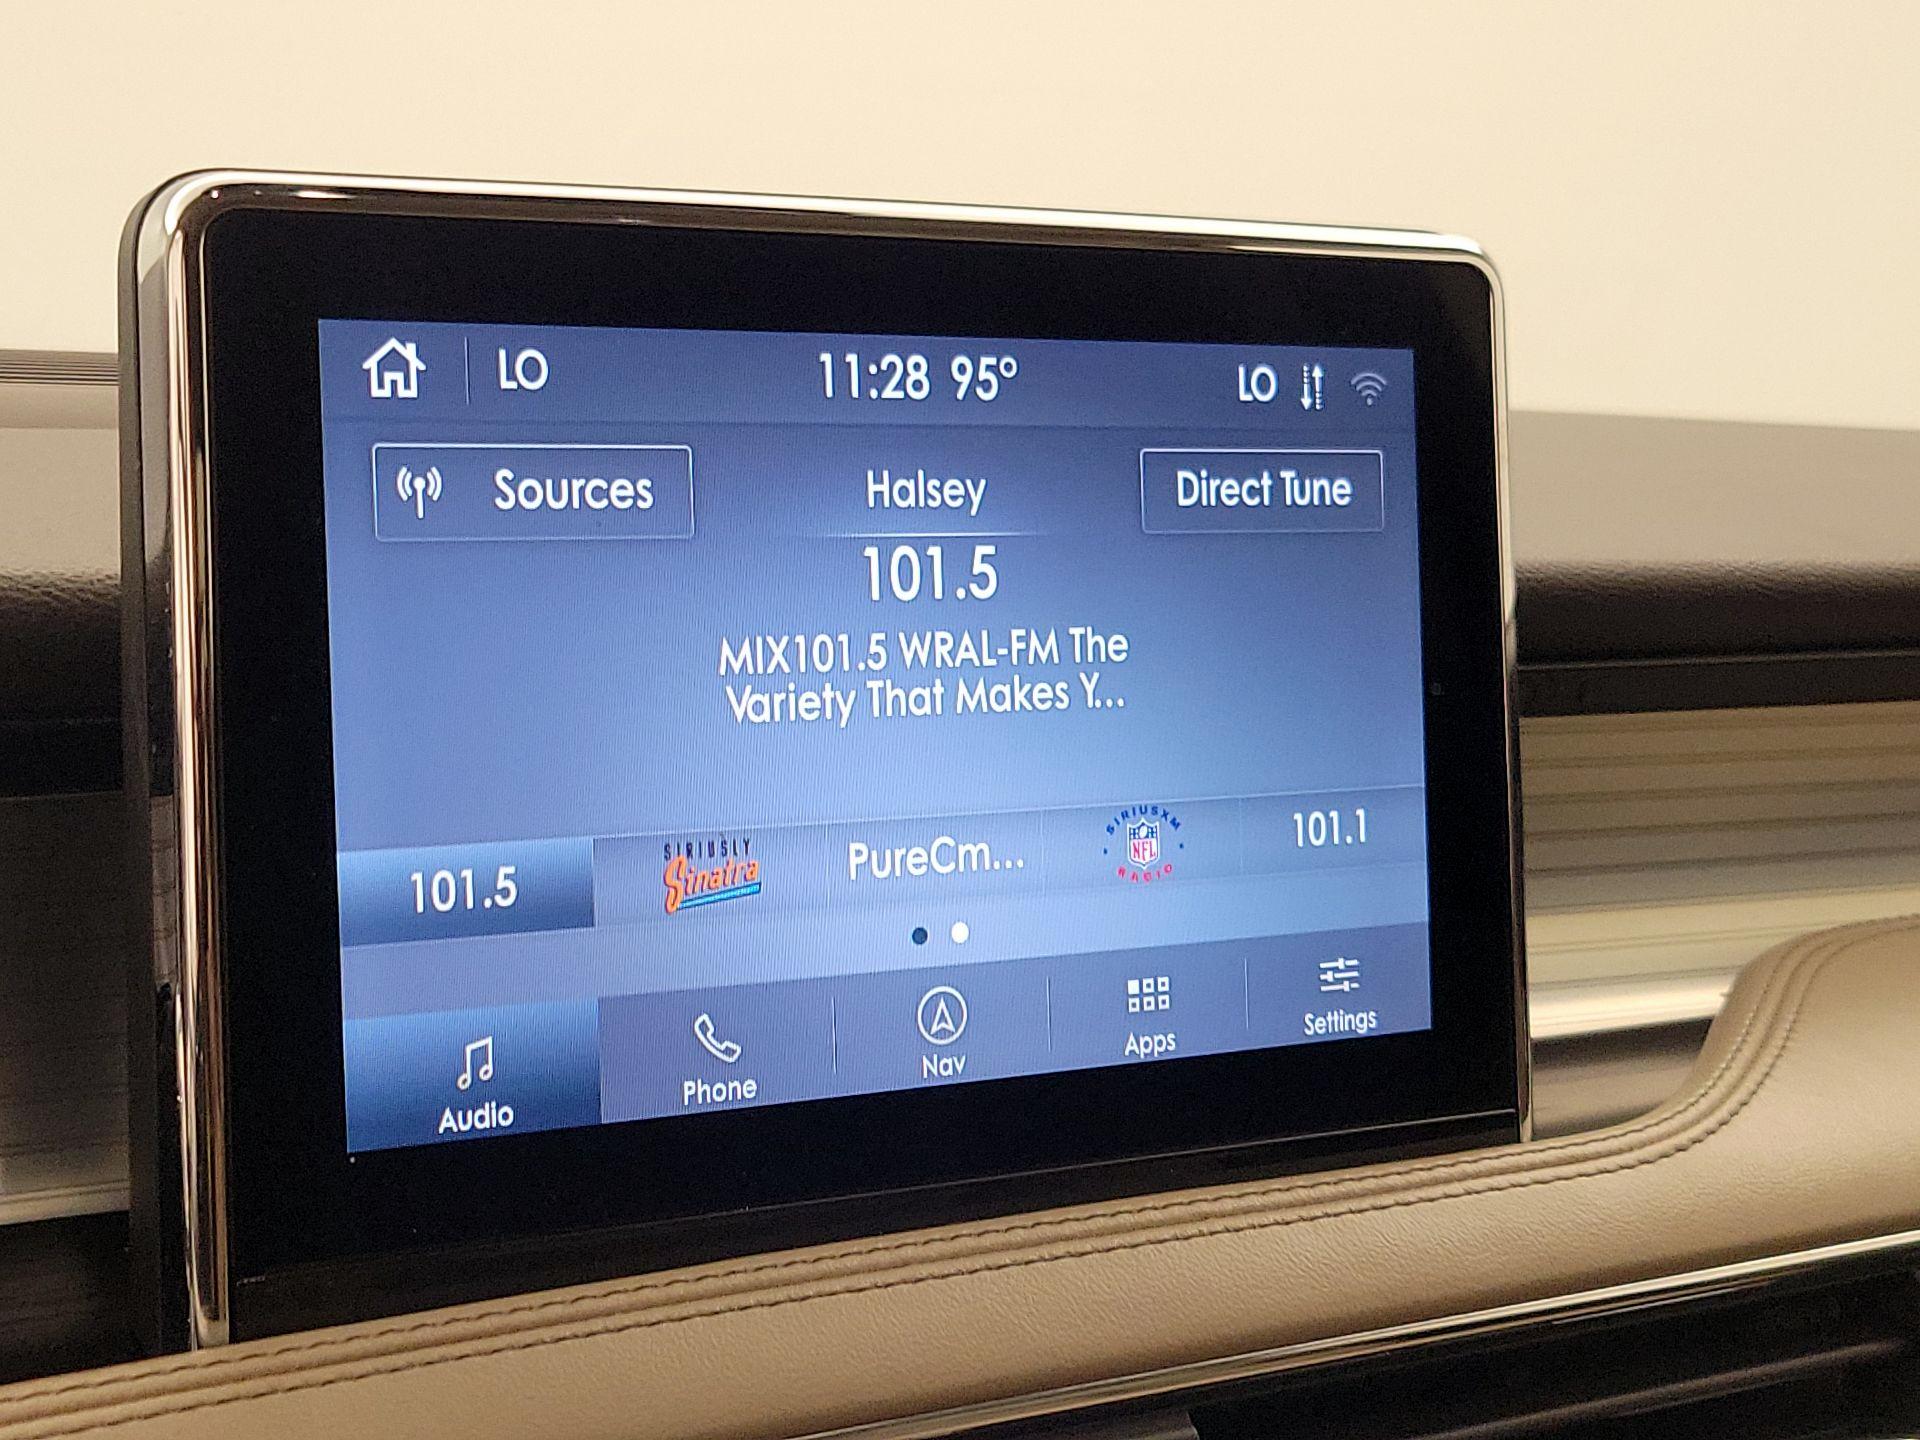 LO
11:28 95°
LO
Sources
Halsey
Direct Tune
101.5
MIX101.5 WRAL-FM The
Variety That Makes Y...
101.5
SIRIUSLY
Sinatra
PureCm...
SIRIUSXM
NFL
RADIO
101.1
Audio
Phone
Nav
Apps
Settings